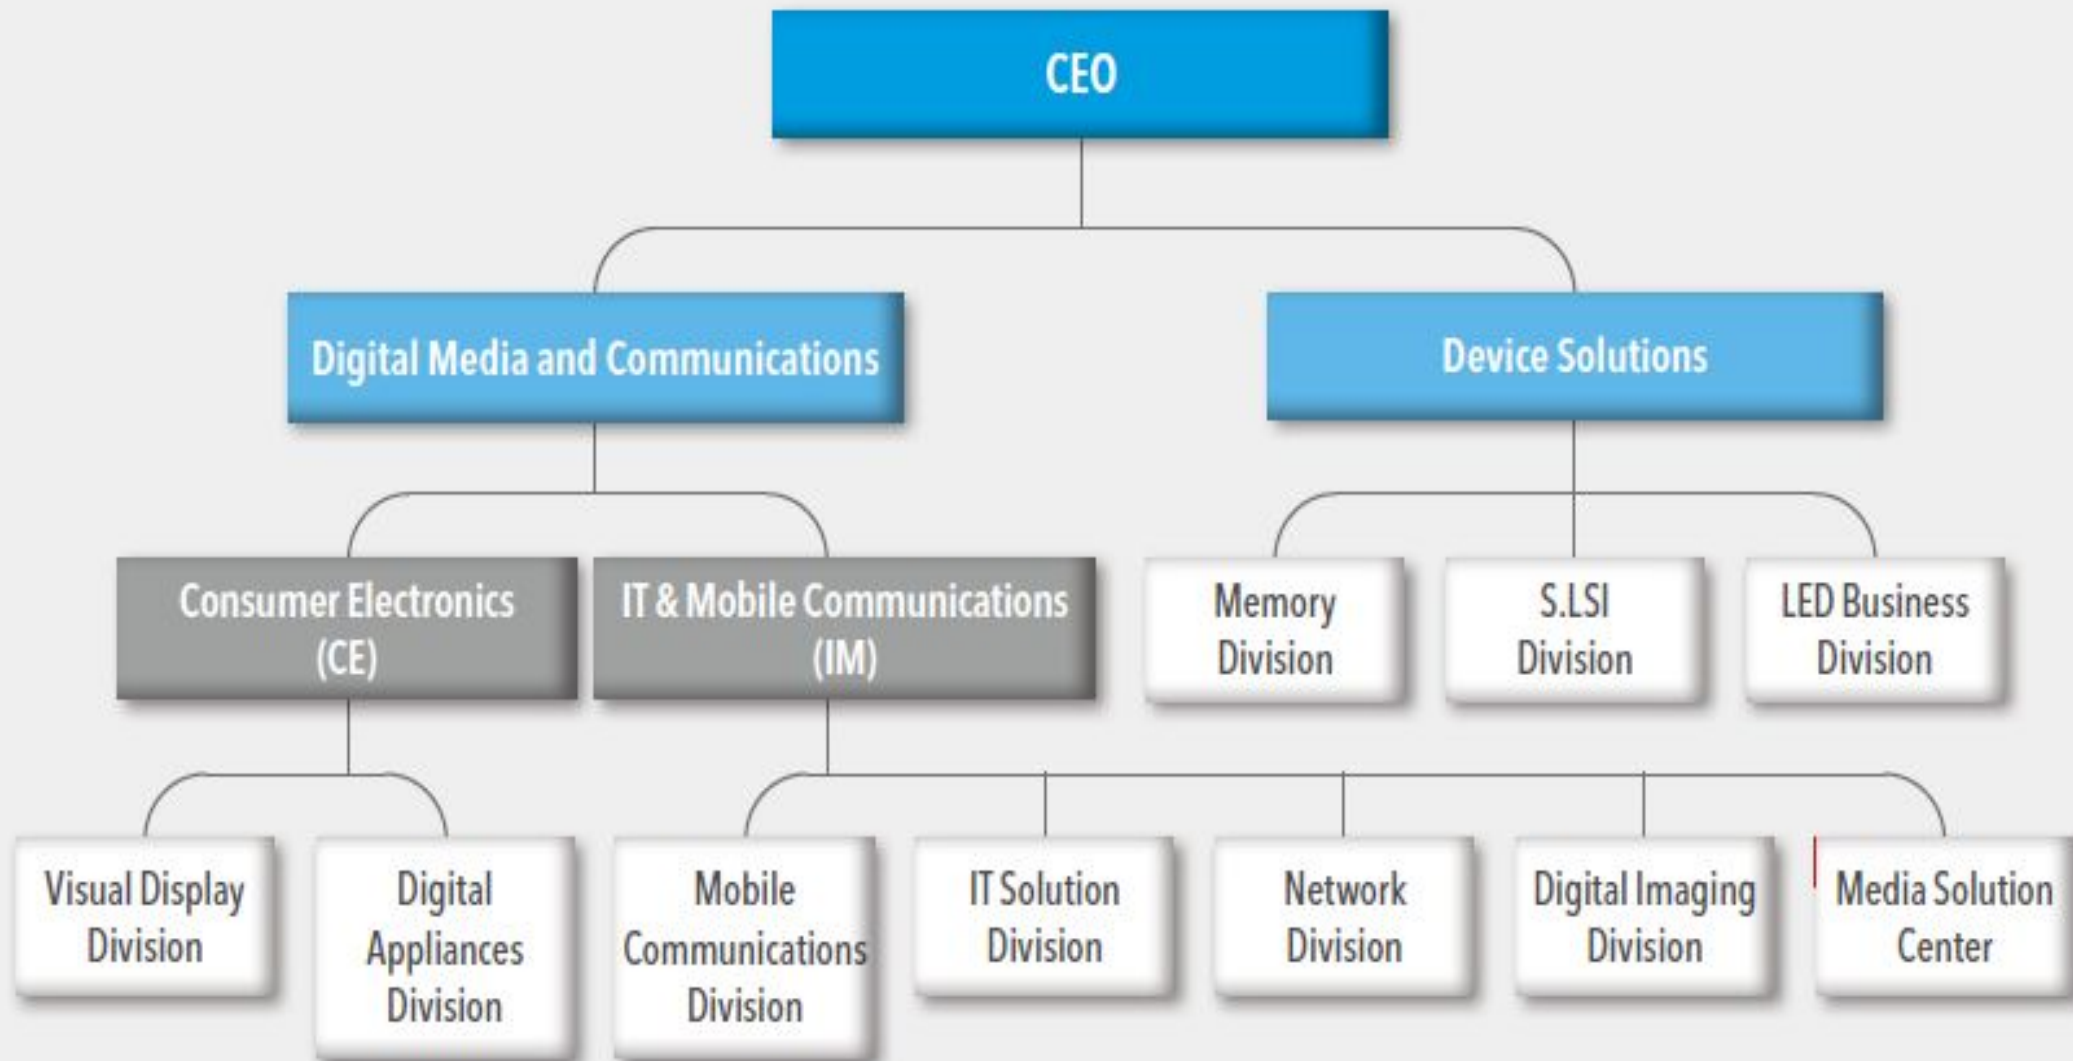 CEO
Digital Media and Communications
Device Solutions
Consumer Electronics
(CE)
IT & Mobile Communications
(IM)
Memory
Division
S.LSI
Division
LED Business
Division
Visual Display
Division
Digital
Appliances
Division
Mobile
Communications
Division
IT Solution
Division
Network
Division
Digital Imaging
Division
Media Solution
Center